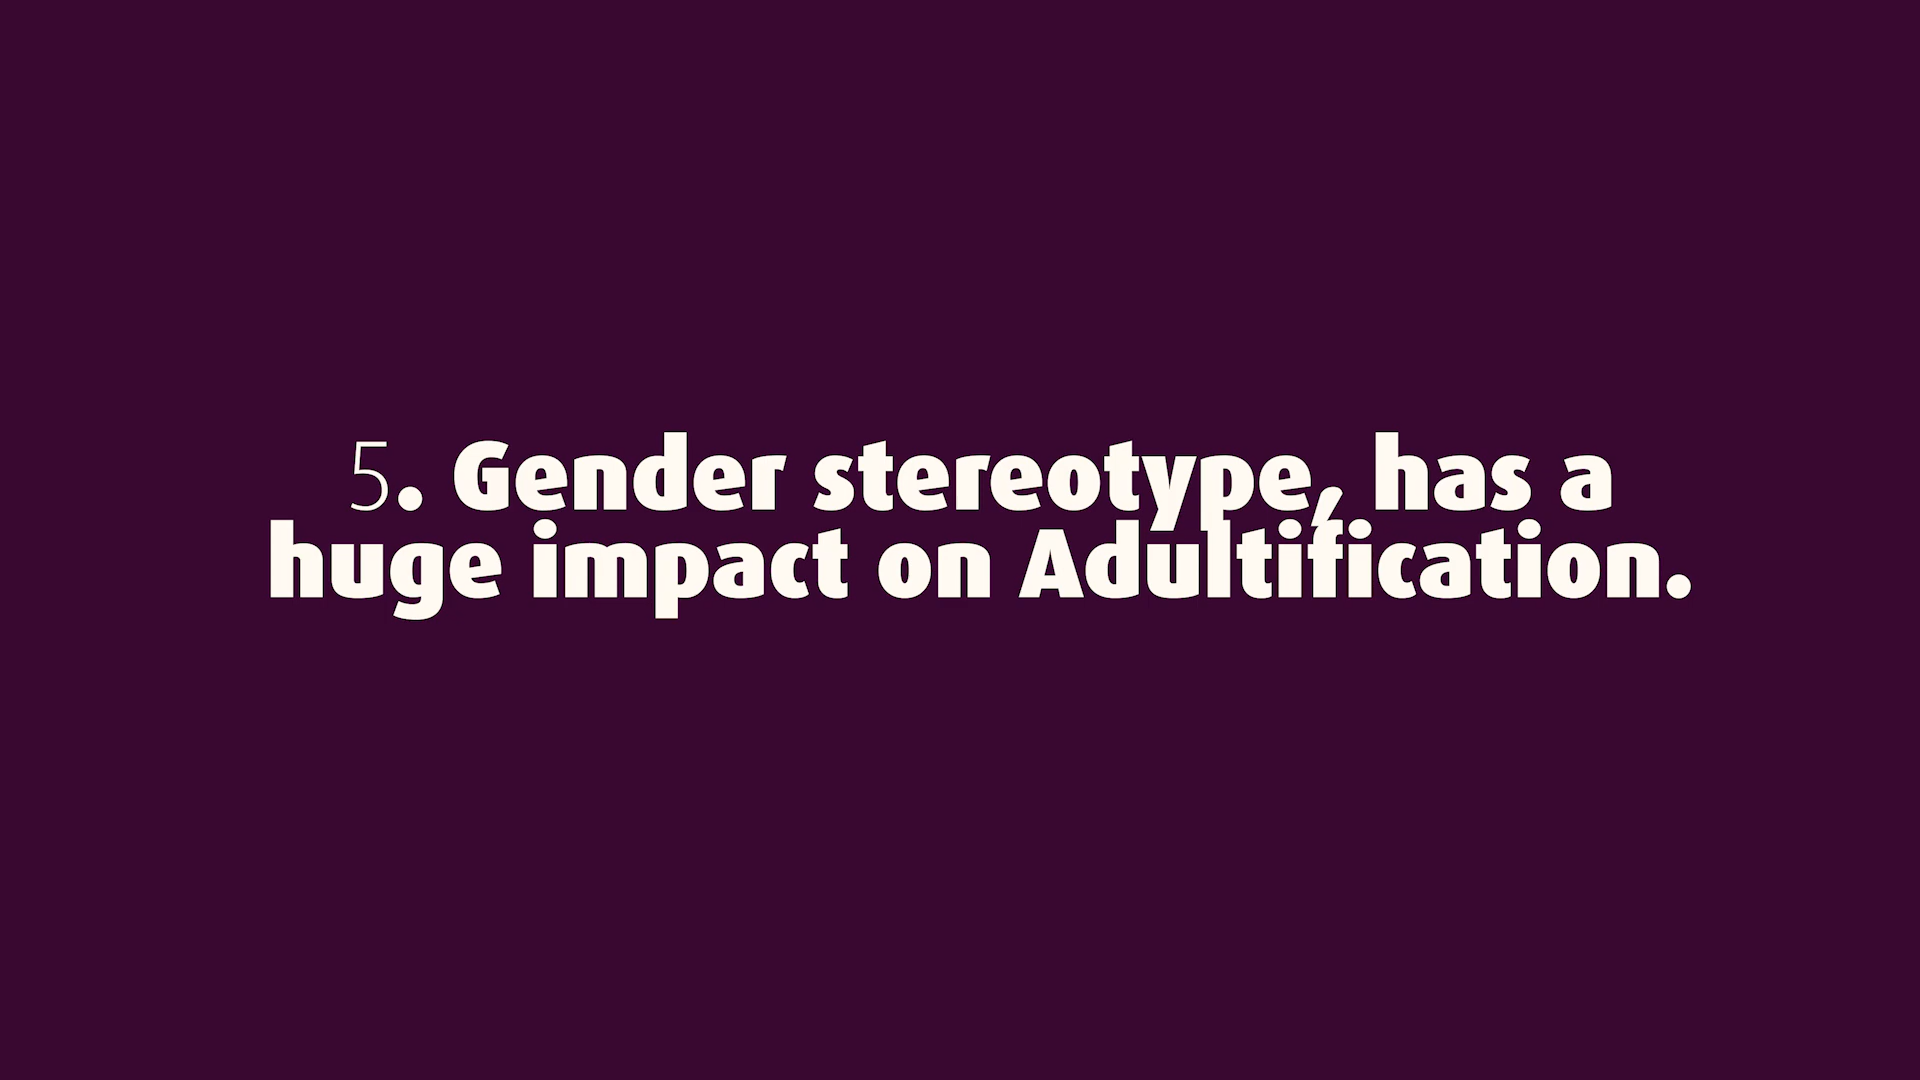 5. Gender stereotype, has a
huge impact on Adultification.